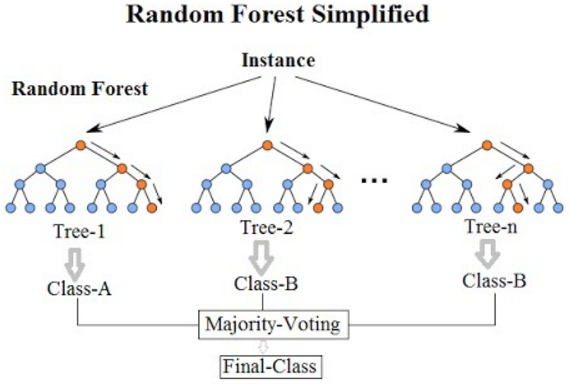 Random Forest Simplified
Instance
Random Forest
...
Tree-1
Tree-2
Tree-n
Class-A
Class-B
Class-B
Majority-Voting
Final-Class